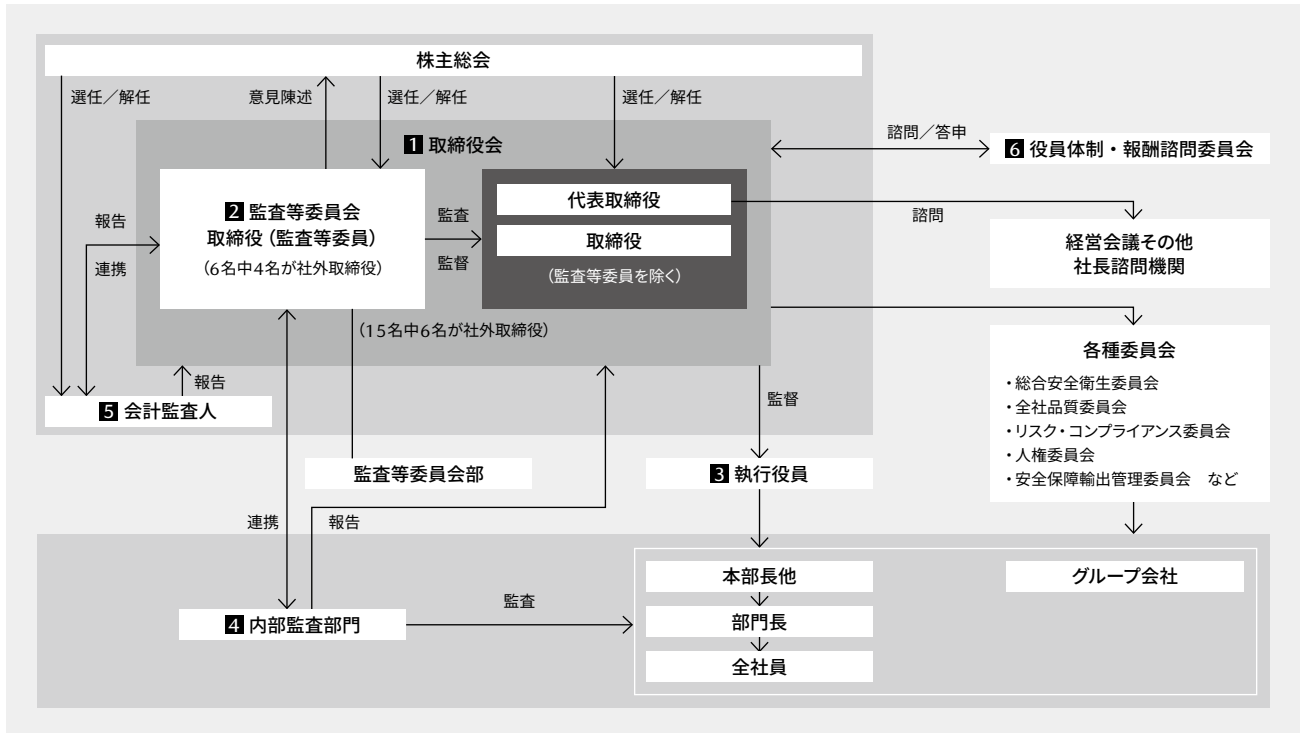 株主総会
選任／解任
意見陳述
選任／解任
選任／解任
1 取締役会
諮問／答申
6 役員体制・報酬諮問委員会
2 監査等委員会
取締役（監査等委員）
（6名中4名が社外取締役）
監査
監督
代表取締役
取締役
（監査等委員を除く）
諮問
経営会議その他
社長諮問機関
報告
連携
（15名中6名が社外取締役）
各種委員会
・総合安全衛生委員会
・全社品質委員会
・リスク・コンプライアンス委員会
・人権委員会
・安全保障輸出管理委員会　など
報告
5 会計監査人
監督
監査等委員会部
3 執行役員
連携
報告
本部長他
グループ会社
監査
4 内部監査部門
部門長
全社員